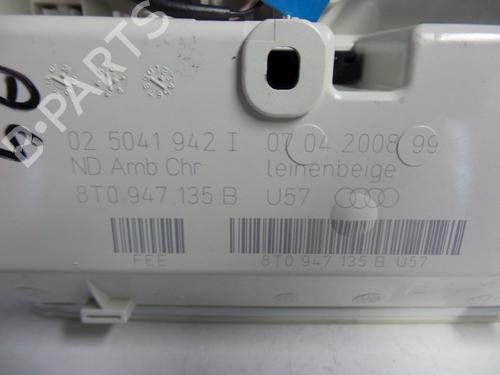 B-PARTS
02 5041 942 I 07.04.2008 99
ND Amb Chr leinenbeige
8T0 947 135 B U57
FEE 8T0 947 135 B U57